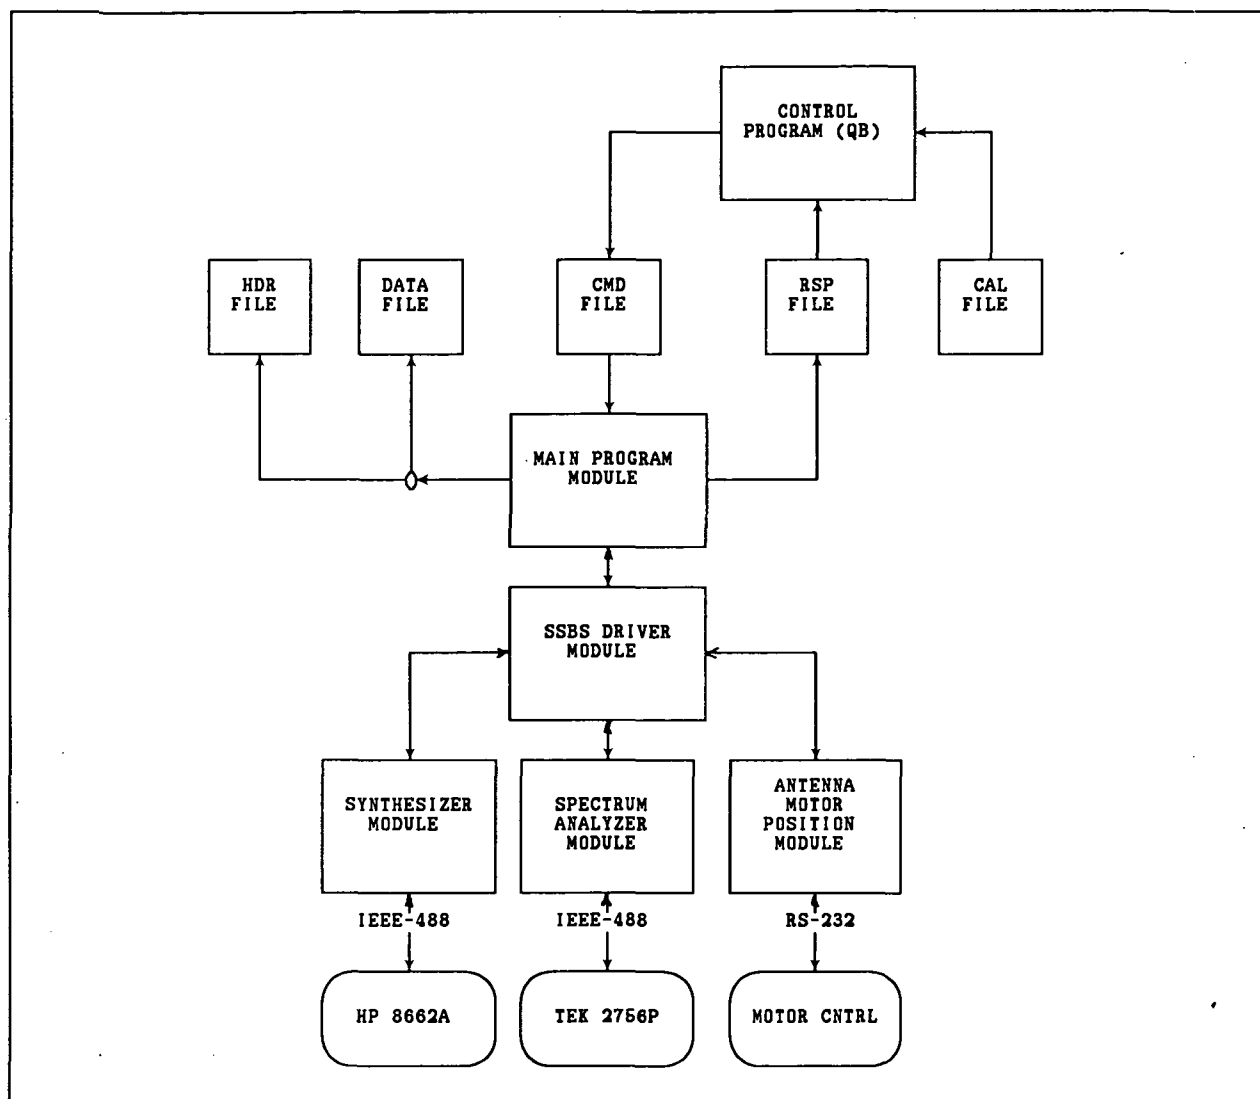 CONTROL
PROGRAM (QB)
HDR
FILE
DATA
FILE
CMD
FILE
RSP
FILE
CAL
FILE
MAIN PROGRAM
MODULE
SSBS DRIVER
MODULE
SYNTHESIZER
MODULE
SPECTRUM
ANALYZER
MODULE
ANTENNA
MOTOR
POSITION
MODULE
IEEE-488
IEEE-488
RS-232
HP 8662A
TEK 2756P
MOTOR CNTRL